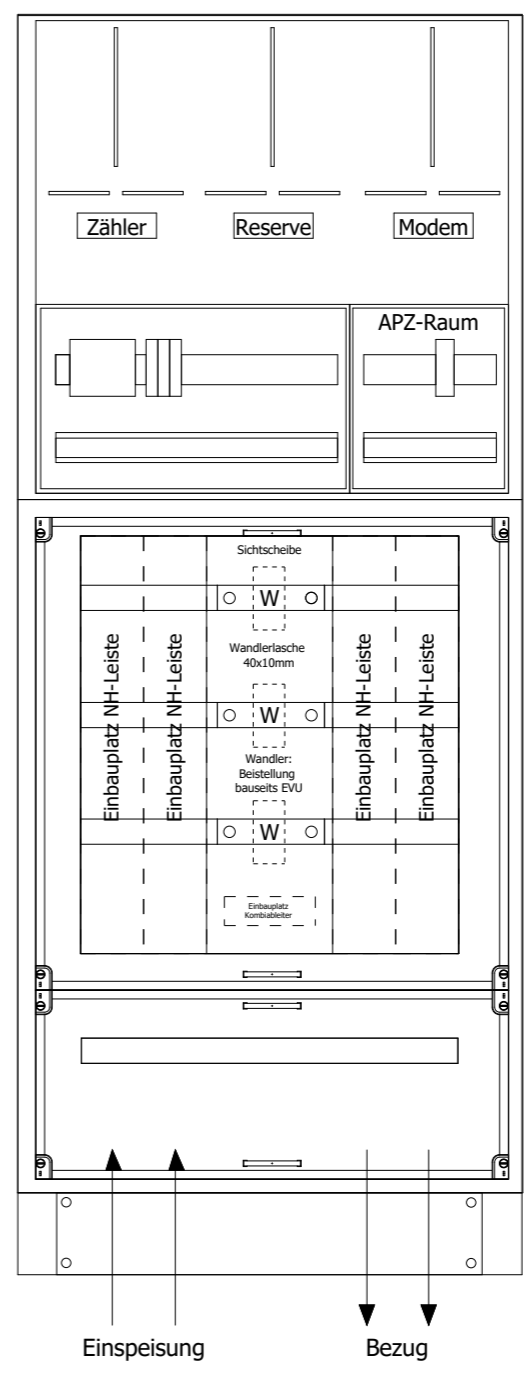 Zähler
Reserve
Modem
APZ-Raum
Sichtscheibe
W
Wandlerlasche
40x10mm
W
Wandler:
Beistellung
bauseits EVU
W
Einbauplatz
Kombiableiter
Einbauplatz NH-Leiste
Einbauplatz NH-Leiste
Einbauplatz NH-Leiste
Einbauplatz NH-Leiste
Einspeisung
Bezug